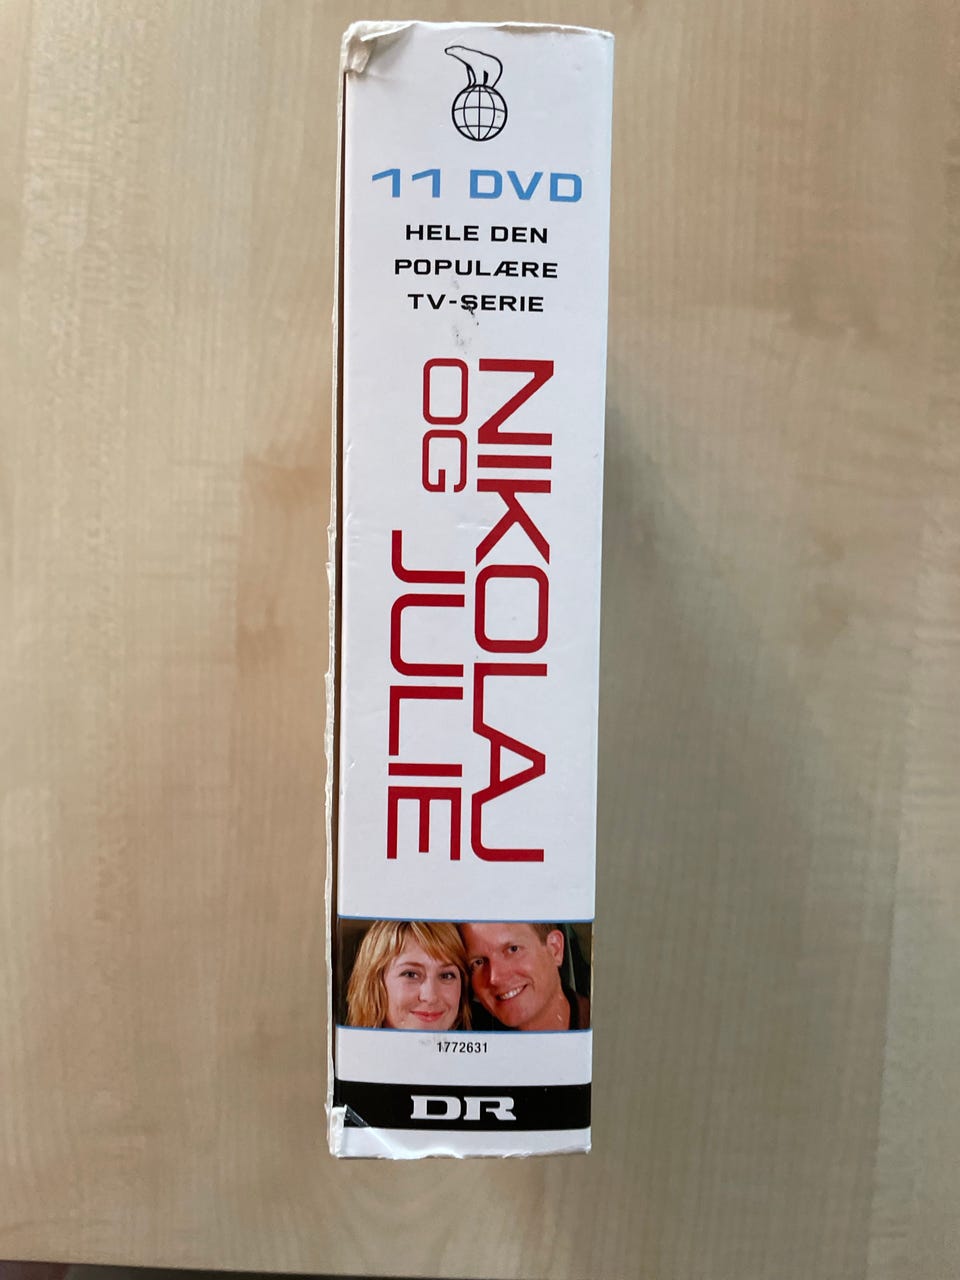 11 DVD
HELE DEN
POPULÆRE
TV-SERIE
NIKOLAJ
OG JULIE
1772631
DR